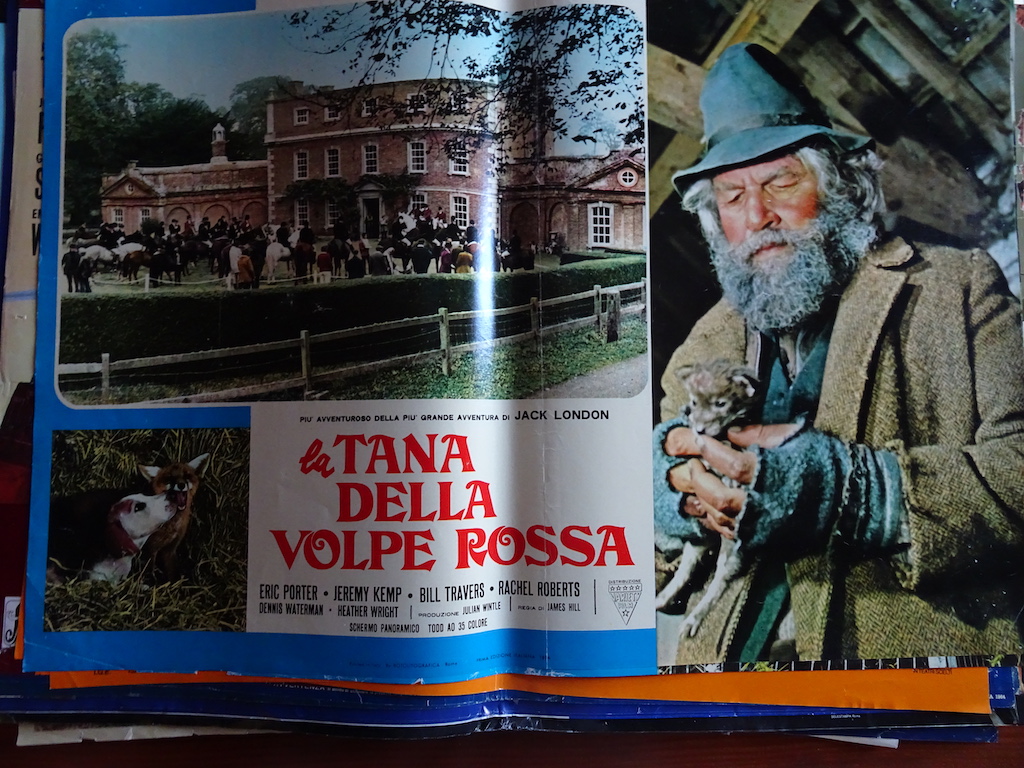 PIU' AVVENTUROSO DELLA PIU' GRANDE AVVENTURA DI JACK LONDON
la TANA
DELLA
VOLPE ROSSA
ERIC PORTER • JEREMY KEMP • BILL TRAVERS • RACHEL ROBERTS
DENNIS WATERMAN • HEATHER WRIGHT
PRODUZIONE JULIAN WINTLE
REGIA DI JAMES HILL
SCHERMO PANORAMICO TODD AO 35 COLORE
DISTRIBUZIONE